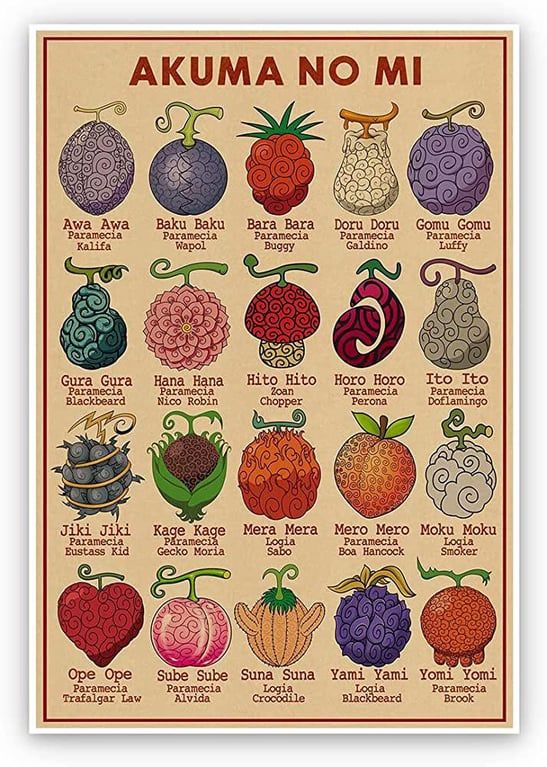 AKUMA NO MI
Awa Awa
Paramecia
Kalifa
Baku Baku
Paramecia
Wapol
Bara Bara
Paramecia
Buggy
Doru Doru
Paramecia
Galdino
Gomu Gomu
Paramecia
Luffy
Gura Gura
Paramecia
Blackbeard
Hana Hana
Paramecia
Nico Robin
Hito Hito
Zoan
Chopper
Horo Horo
Paramecia
Perona
Ito Ito
Paramecia
Doflamingo
Jiki Jiki
Paramecia
Eustass Kid
Kage Kage
Paramecia
Gecko Moria
Mera Mera
Logia
Sabo
Mero Mero
Paramecia
Boa Hancock
Moku Moku
Logia
Smoker
Ope Ope
Paramecia
Trafalgar Law
Sube Sube
Paramecia
Alvida
Suna Suna
Logia
Crocodile
Yami Yami
Logia
Blackbeard
Yomi Yomi
Paramecia
Brook